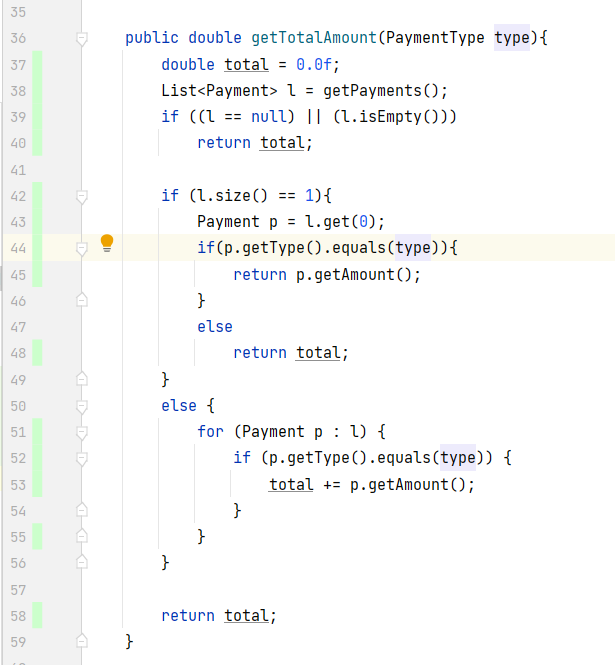 35
36 public double getTotalAmount(PaymentType type){
37 double total = 0.0f;
38 List<Payment> l = getPayments();
39 if ((l == null) || (l.isEmpty()))
40 return total;
41
42 if (l.size() == 1){
43 Payment p = l.get(0);
44 if(p.getType().equals(type)){
45 return p.getAmount();
46 }
47 else
48 return total;
49 }
50 else {
51 for (Payment p : l) {
52 if (p.getType().equals(type)) {
53 total += p.getAmount();
54 }
55 }
56 }
57
58 return total;
59 }